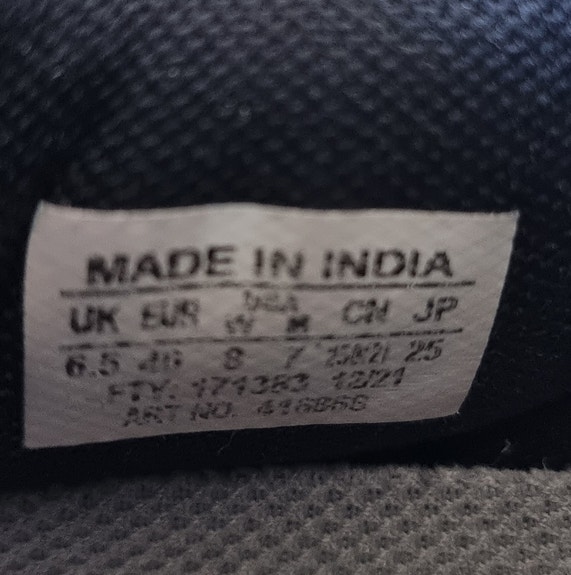 MADE IN INDIA
UK EUR USA CN JP
W M
6.5 40 8 7 25
FTY. 171383 12/21
ART NO.